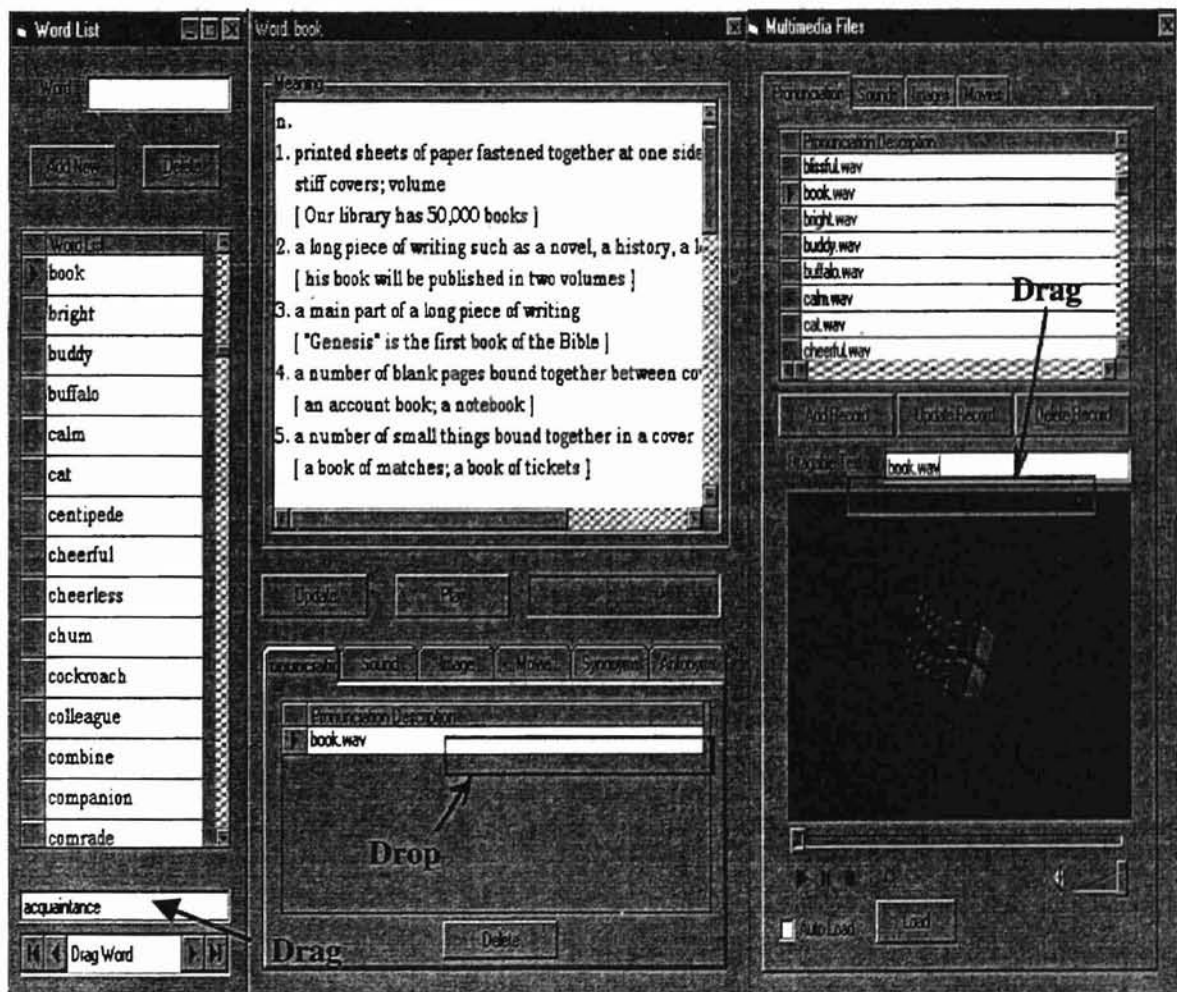 Word List
Word
Add New
Delete
Word List
book
bright
buddy
buffalo
calm
cat
centipede
cheerful
cheerless
chum
cockroach
colleague
combine
companion
comrade
acquaintance
Drag Word
Drag
Word: book
Meaning
n.
1. printed sheets of paper fastened together at one side
stiff covers; volume
[ Our library has 50,000 books ]
2. a long piece of writing such as a novel, a history, a l
[ his book will be published in two volumes ]
3. a main part of a long piece of writing
[ "Genesis" is the first book of the Bible ]
4. a number of blank pages bound together between co
[ an account book; a notebook ]
5. a number of small things bound together in a cover
[ a book of matches; a book of tickets ]
Update
Play
Sound
Image
Movies
Synonyms
Antonyms
Pronunciation Description
book.wav
Drop
Delete
Multimedia Files
Pronunciation Sounds Images Movies
Pronunciation Description
blissful.wav
book.wav
bright.wav
buddy.wav
buffalo.wav
calm.wav
cat.wav
cheerful.wav
Drag
Add Record Update Record Delete Record
book.wav
Auto Load
Load